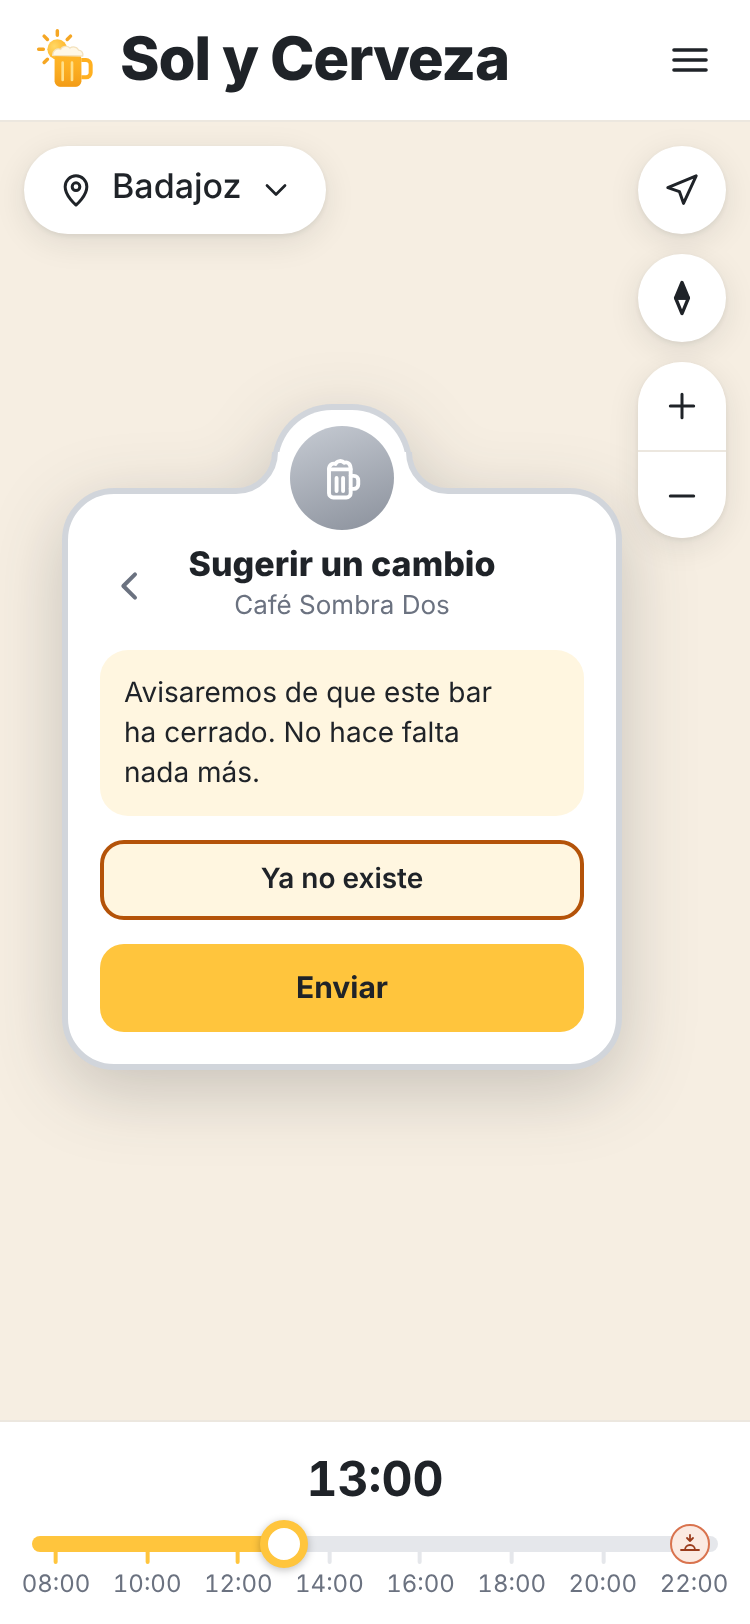 Sol y Cerveza
Badajoz
Sugerir un cambio
Café Sombra Dos
Avisaremos de que este bar
ha cerrado. No hace falta
nada más.
Ya no existe
Enviar
13:00
08:00 10:00 12:00 14:00 16:00 18:00 20:00 22:00